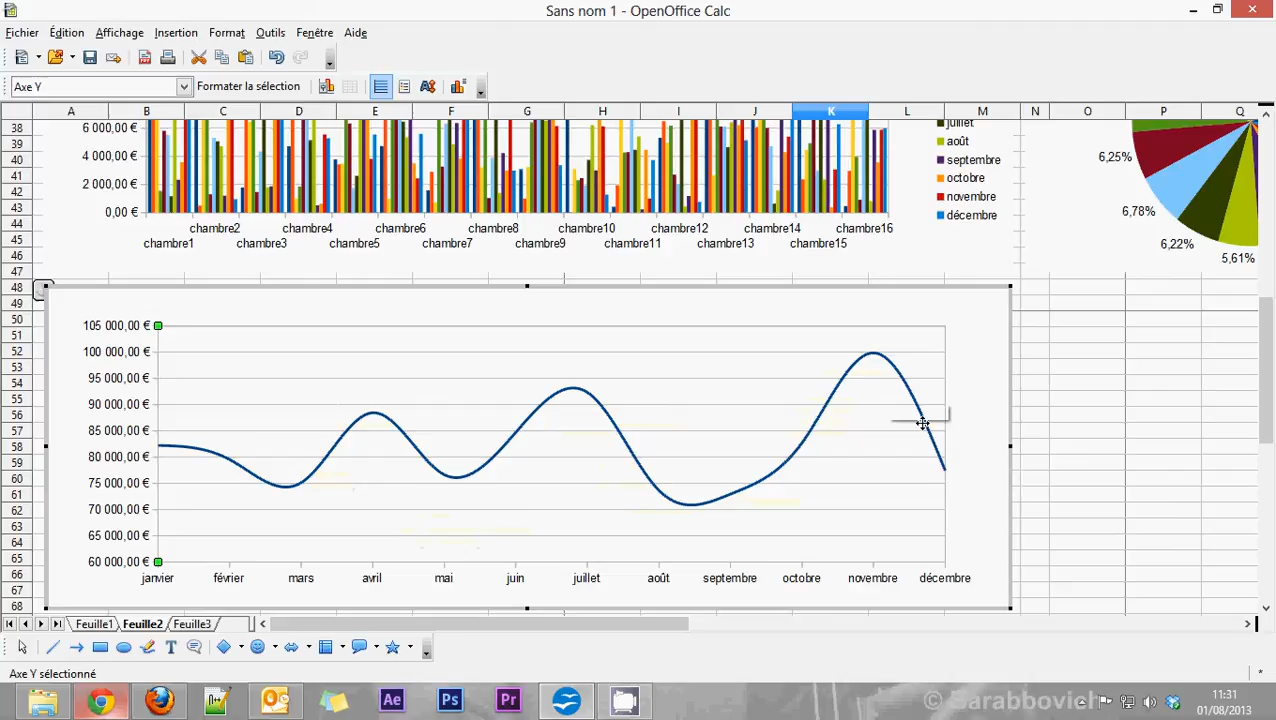 Sans nom 1 - OpenOffice Calc
Fichier Édition Affichage Insertion Format Outils Fenêtre Aide
Axe Y Formater la sélection
A B C D E F G H I J K L M N O P Q
38
39
40
41
42
43
44
45
46
47
48
49
50
51
52
53
54
55
56
57
58
59
60
61
62
63
64
65
66
67
68
6 000,00 €
4 000,00 €
2 000,00 €
0,00 €
chambre2 chambre4 chambre6 chambre8 chambre10 chambre12 chambre14 chambre16
chambre1 chambre3 chambre5 chambre7 chambre9 chambre11 chambre13 chambre15
juillet
août
septembre
octobre
novembre
décembre
6,25%
6,78%
6,22%
5,61%
105 000,00 €
100 000,00 €
95 000,00 €
90 000,00 €
85 000,00 €
80 000,00 €
75 000,00 €
70 000,00 €
65 000,00 €
60 000,00 €
janvier février mars avril mai juin juillet août septembre octobre novembre décembre
Feuille1 Feuille2 Feuille3
Axe Y sélectionné
Ae Ps Pr
© Barabbovich
11:31
01/08/2013